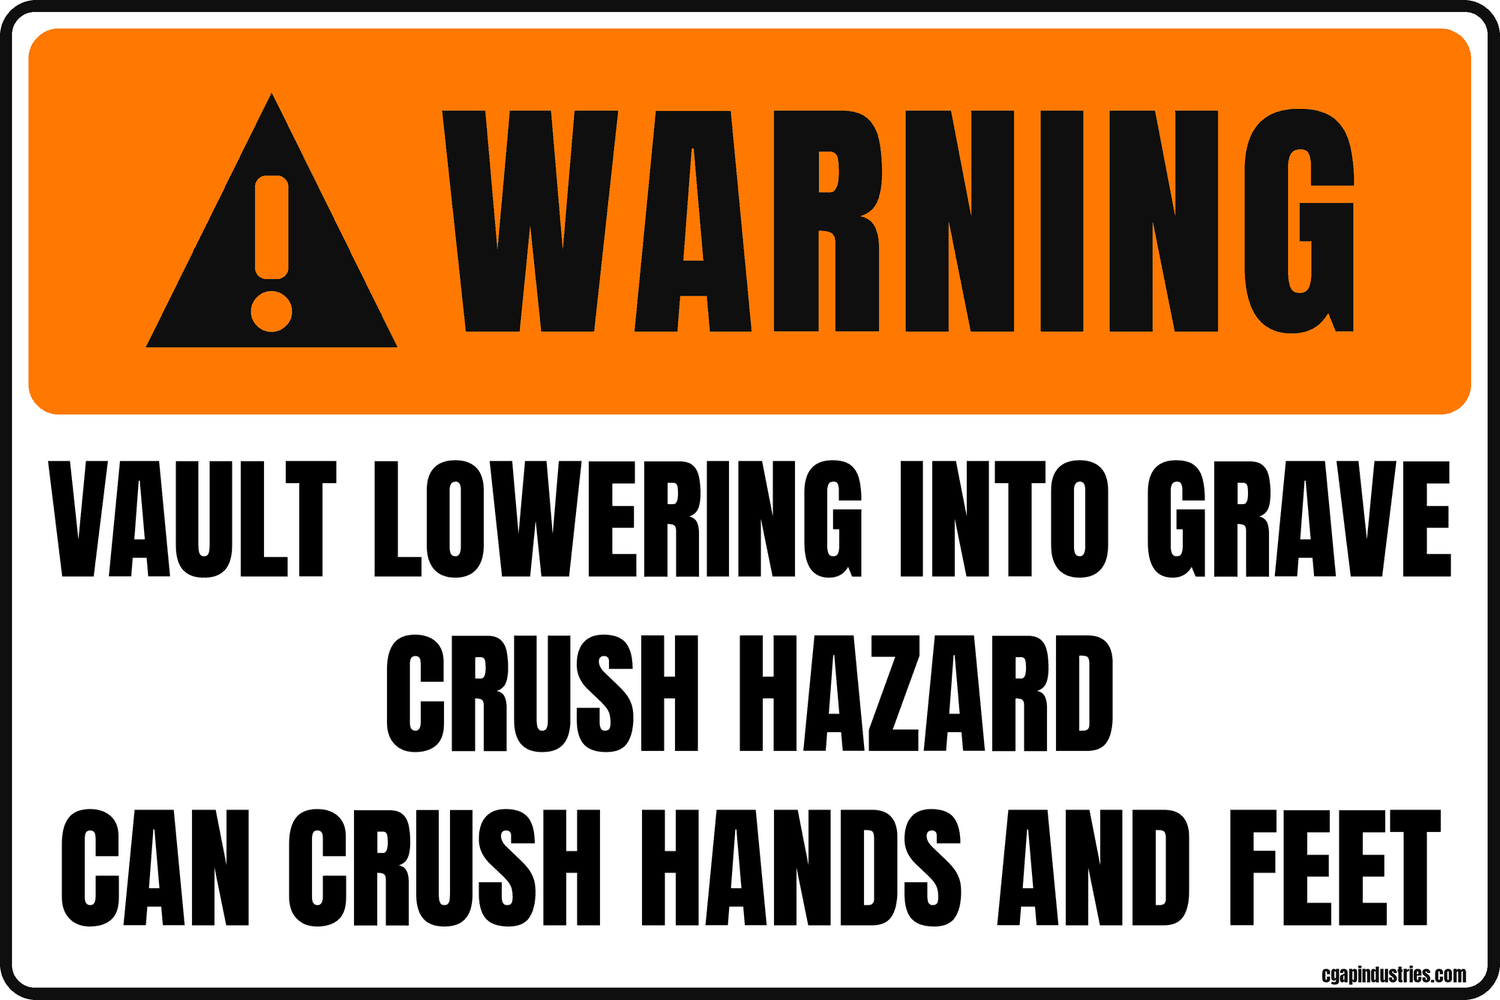 WARNING
VAULT LOWERING INTO GRAVE
CRUSH HAZARD
CAN CRUSH HANDS AND FEET
cgapindustries.com